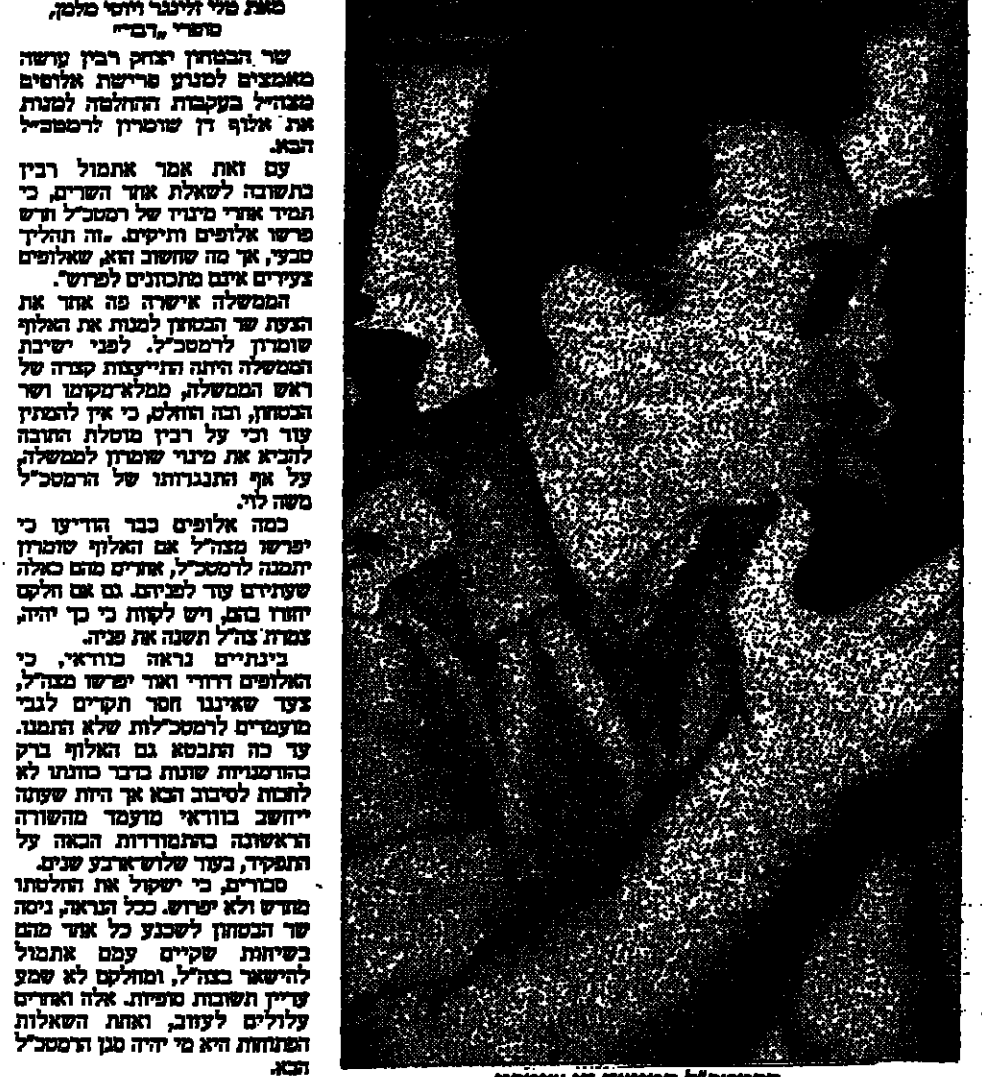 מאת טלי זלינגר ויוסי מלמן,
סופרי „דבר"
שר הבטחון יצחק רבין עושה
מאמצים למנוע פרישת אלופים
מצה"ל בעקבות ההחלטה למנות
את אלוף דן שומרון לרמטכ"ל
הבא.
עם זאת אמר אתמול רבין
בתשובה לשאלת אחד השרים, כי
תמיד אחרי מינויו של רמטכ"ל חדש
פרשו אלופים ותיקים. „זה תהליך
טבעי, אך מה שחשוב הוא, שאלופים
צעירים אינם מתכוונים לפרוש".
הממשלה אישרה פה אחד את
הצעת שר הבטחון למנות את האלוף
שומרון לרמטכ"ל. לפני ישיבת
הממשלה היתה התייעצות קצרה של
ראש הממשלה, ממלא־מקומו ושר
הבטחון, ובה הוחלט, כי אין להמתין
עוד וכי על רבין מוטלת החובה
להביא את מינוי שומרון לממשלה,
על אף התנגדותו של הרמטכ"ל
משה לוי.
כמה אלופים כבר הודיעו כי
יפרשו מצה"ל אם האלוף שומרון
יתמנה לרמטכ"ל, אחרים מהם כאלה
שעתידם עוד לפניהם. גם אם חלקם
יחזרו בהם, ויש לקוות כי כך יהיה,
צמרת צה"ל תשנה את פניה.
בינתיים נראה כוודאי, כי
האלופים דרורי ואור יפרשו מצה"ל,
צעד שאיננו חסר תקדים לגבי
מועמדים לרמטכ"לות שלא התמנו.
עד כה התבטא גם האלוף ברק
בהזדמנויות שונות בדבר כוונתו לא
לחכות לסיבוב הבא אך היות שעתה
ייחשב בוודאי מועמד מהשורה
הראשונה בהתמודדות הבאה על
התפקיד, בעוד שלוש־ארבע שנים.
סבורים, כי ישקול את החלטתו
מחדש ולא יפרוש. ככל הנראה, ניסה
שר הבטחון לשכנע כל אחד מהם
בשיחות שקיים עמם אתמול
להישאר בצה"ל, ומחלקם לא שמע
עדיין תשובות סופיות. אלה ואחרים
עלולים לעזוב, ואחת השאלות
הפתוחות היא מי יהיה סגן הרמטכ"ל
הבא.